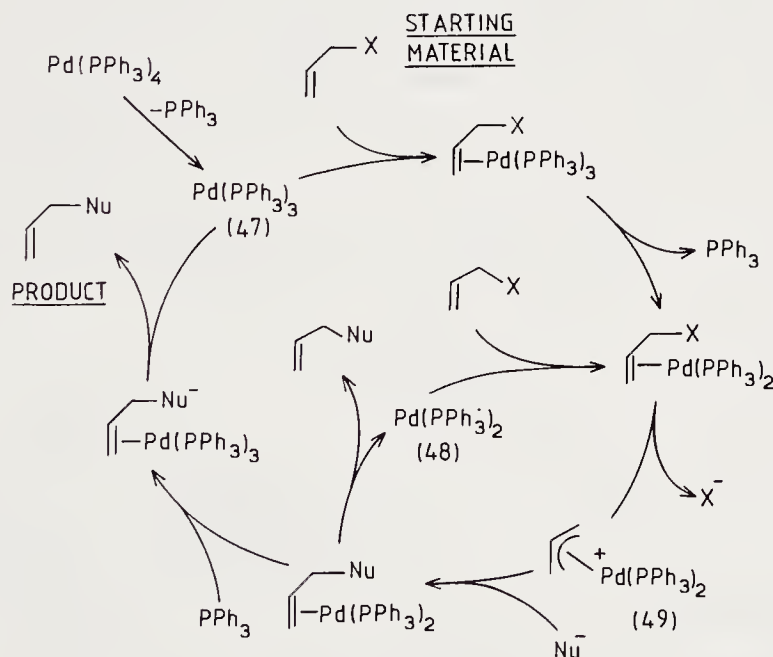 STARTING
MATERIAL
X
Pd(PPh3)4
-PPh3
X
Pd(PPh3)3
Pd(PPh3)3
(47)
Nu
PRODUCT
PPh3
X
Nu
X
Pd(PPh3)2
Nu-
Pd(PPh3)3
Pd(PPh3)2
(48)
X-
+
Pd(PPh3)2
(49)
Nu
Pd(PPh3)2
PPh3
Nu-